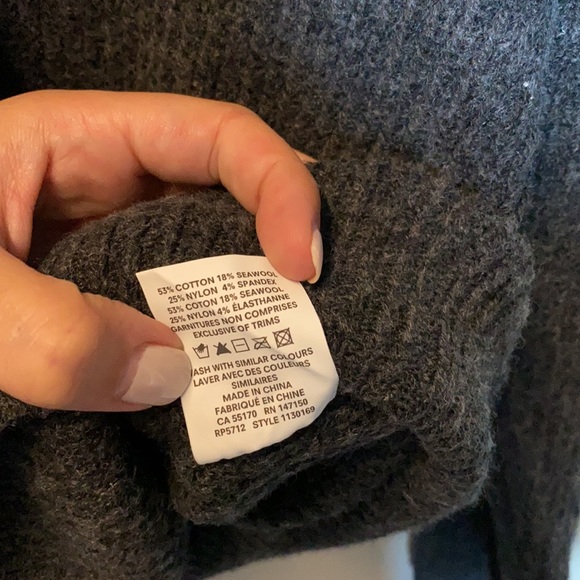 53% COTTON 18% SEAWOOL
25% NYLON 4% SPANDEX
53% COTON 18% SEAWOOL
25% NYLON 4% ÉLASTHANNE
GARNITURES NON COMPRISES
EXCLUSIVE OF TRIMS
WASH WITH SIMILAR COLOURS
LAVER AVEC DES COULEURS
SIMILAIRES
MADE IN CHINA
FABRIQUÉ EN CHINE
CA 55170 RN 147150
RP5712 STYLE 1130169